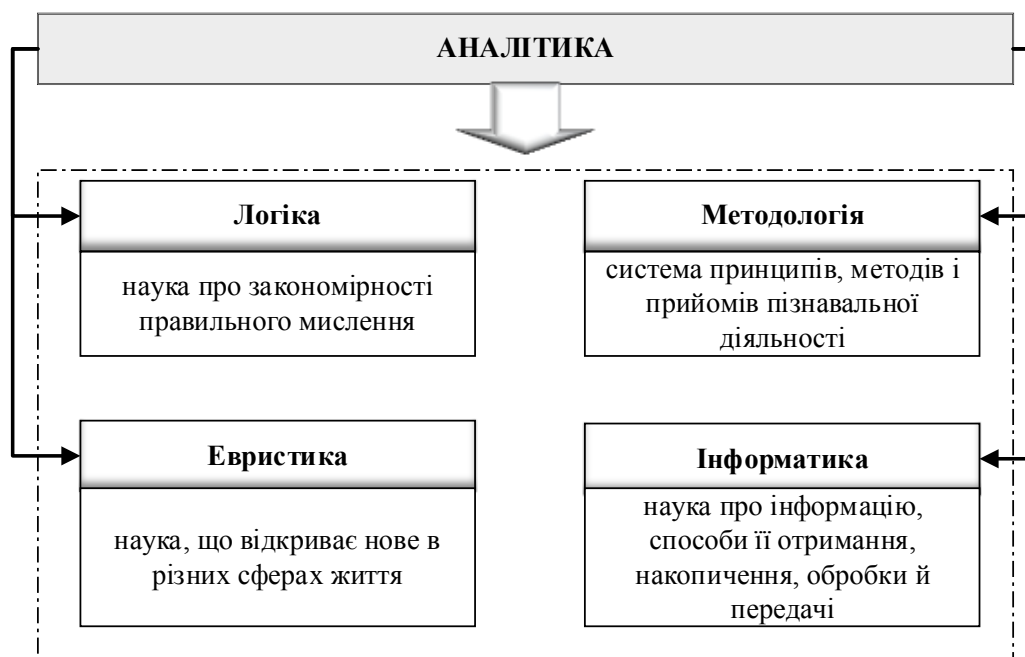 АНАЛІТИКА
Логіка
наука про закономірності
правильного мислення
Методологія
система принципів, методів і
прийомів пізнавальної
діяльності
Евристика
наука, що відкриває нове в
різних сферах життя
Інформатика
наука про інформацію,
способи її отримання,
накопичення, обробки й
передачі